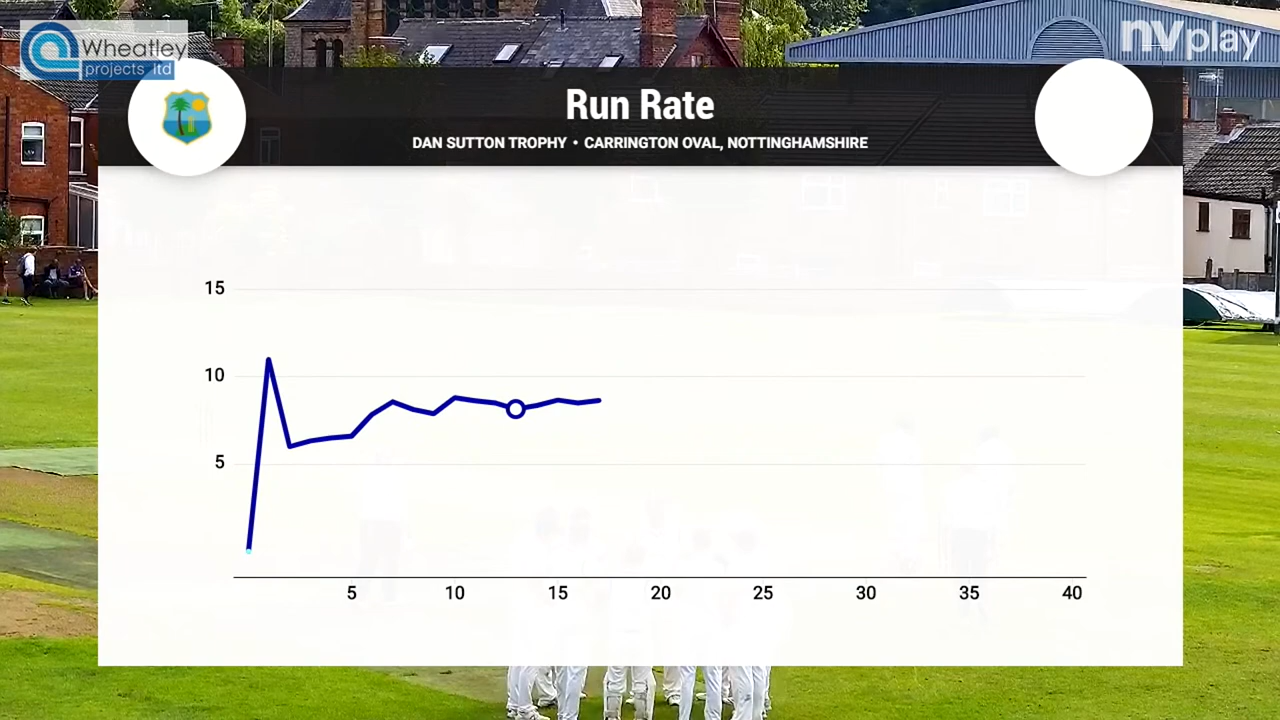 Wheatley
projects ltd
nvplay
Run Rate
DAN SUTTON TROPHY • CARRINGTON OVAL, NOTTINGHAMSHIRE
15
10
5
5 10 15 20 25 30 35 40